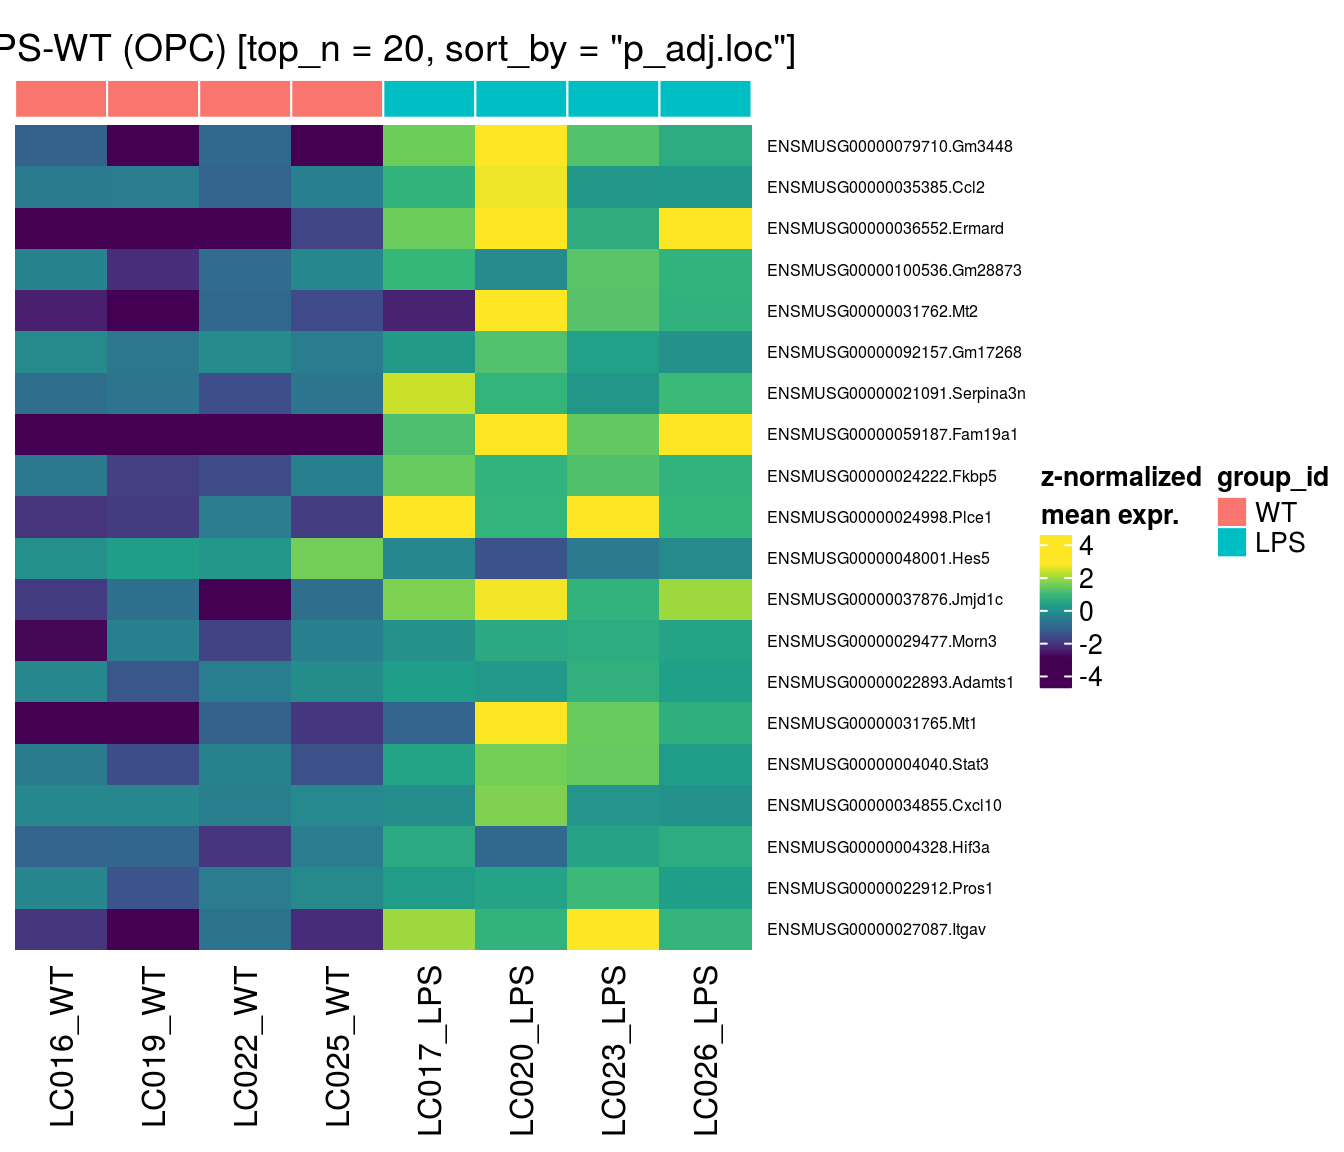 PS-WT (OPC) [top_n = 20, sort_by = "p_adj.loc"]
ENSMUSG00000079710.Gm3448
ENSMUSG00000035385.Ccl2
ENSMUSG00000036552.Ermard
ENSMUSG00000100536.Gm28873
ENSMUSG00000031762.Mt2
ENSMUSG00000092157.Gm17268
ENSMUSG00000021091.Serpina3n
ENSMUSG00000059187.Fam19a1
ENSMUSG00000024222.Fkbp5
ENSMUSG00000024998.Plce1
ENSMUSG00000048001.Hes5
ENSMUSG00000037876.Jmjd1c
ENSMUSG00000029477.Morn3
ENSMUSG00000022893.Adamts1
ENSMUSG00000031765.Mt1
ENSMUSG00000004040.Stat3
ENSMUSG00000034855.Cxcl10
ENSMUSG00000004328.Hif3a
ENSMUSG00000022912.Pros1
ENSMUSG00000027087.Itgav
LC016_WT
LC019_WT
LC022_WT
LC025_WT
LC017_LPS
LC020_LPS
LC023_LPS
LC026_LPS
z-normalized
mean expr.
4
2
0
-2
-4
group_id
WT
LPS